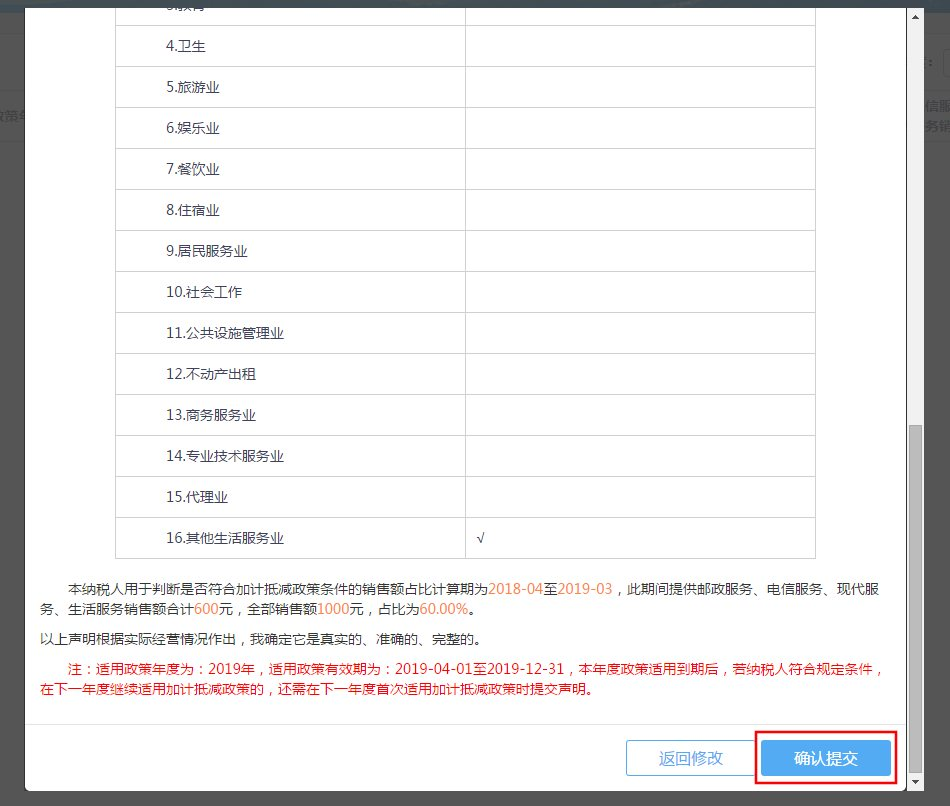 4.卫生
5.旅游业
6.娱乐业
7.餐饮业
8.住宿业
9.居民服务业
10.社会工作
11.公共设施管理业
12.不动产出租
13.商务服务业
14.专业技术服务业
15.代理业
16.其他生活服务业 √
本纳税人用于判断是否符合加计抵减政策条件的销售额占比计算期为2018-04至2019-03，此期间提供邮政服务、电信服务、现代服
务、生活服务销售额合计600元，全部销售额1000元，占比为60.00%。
以上声明根据实际经营情况作出，我确定它是真实的、准确的、完整的。
注：适用政策年度为：2019年，适用政策有效期为：2019-04-01至2019-12-31，本年度政策适用到期后，若纳税人符合规定条件，
在下一年度继续适用加计抵减政策的，还需在下一年度首次适用加计抵减政策时提交声明。
返回修改 确认提交